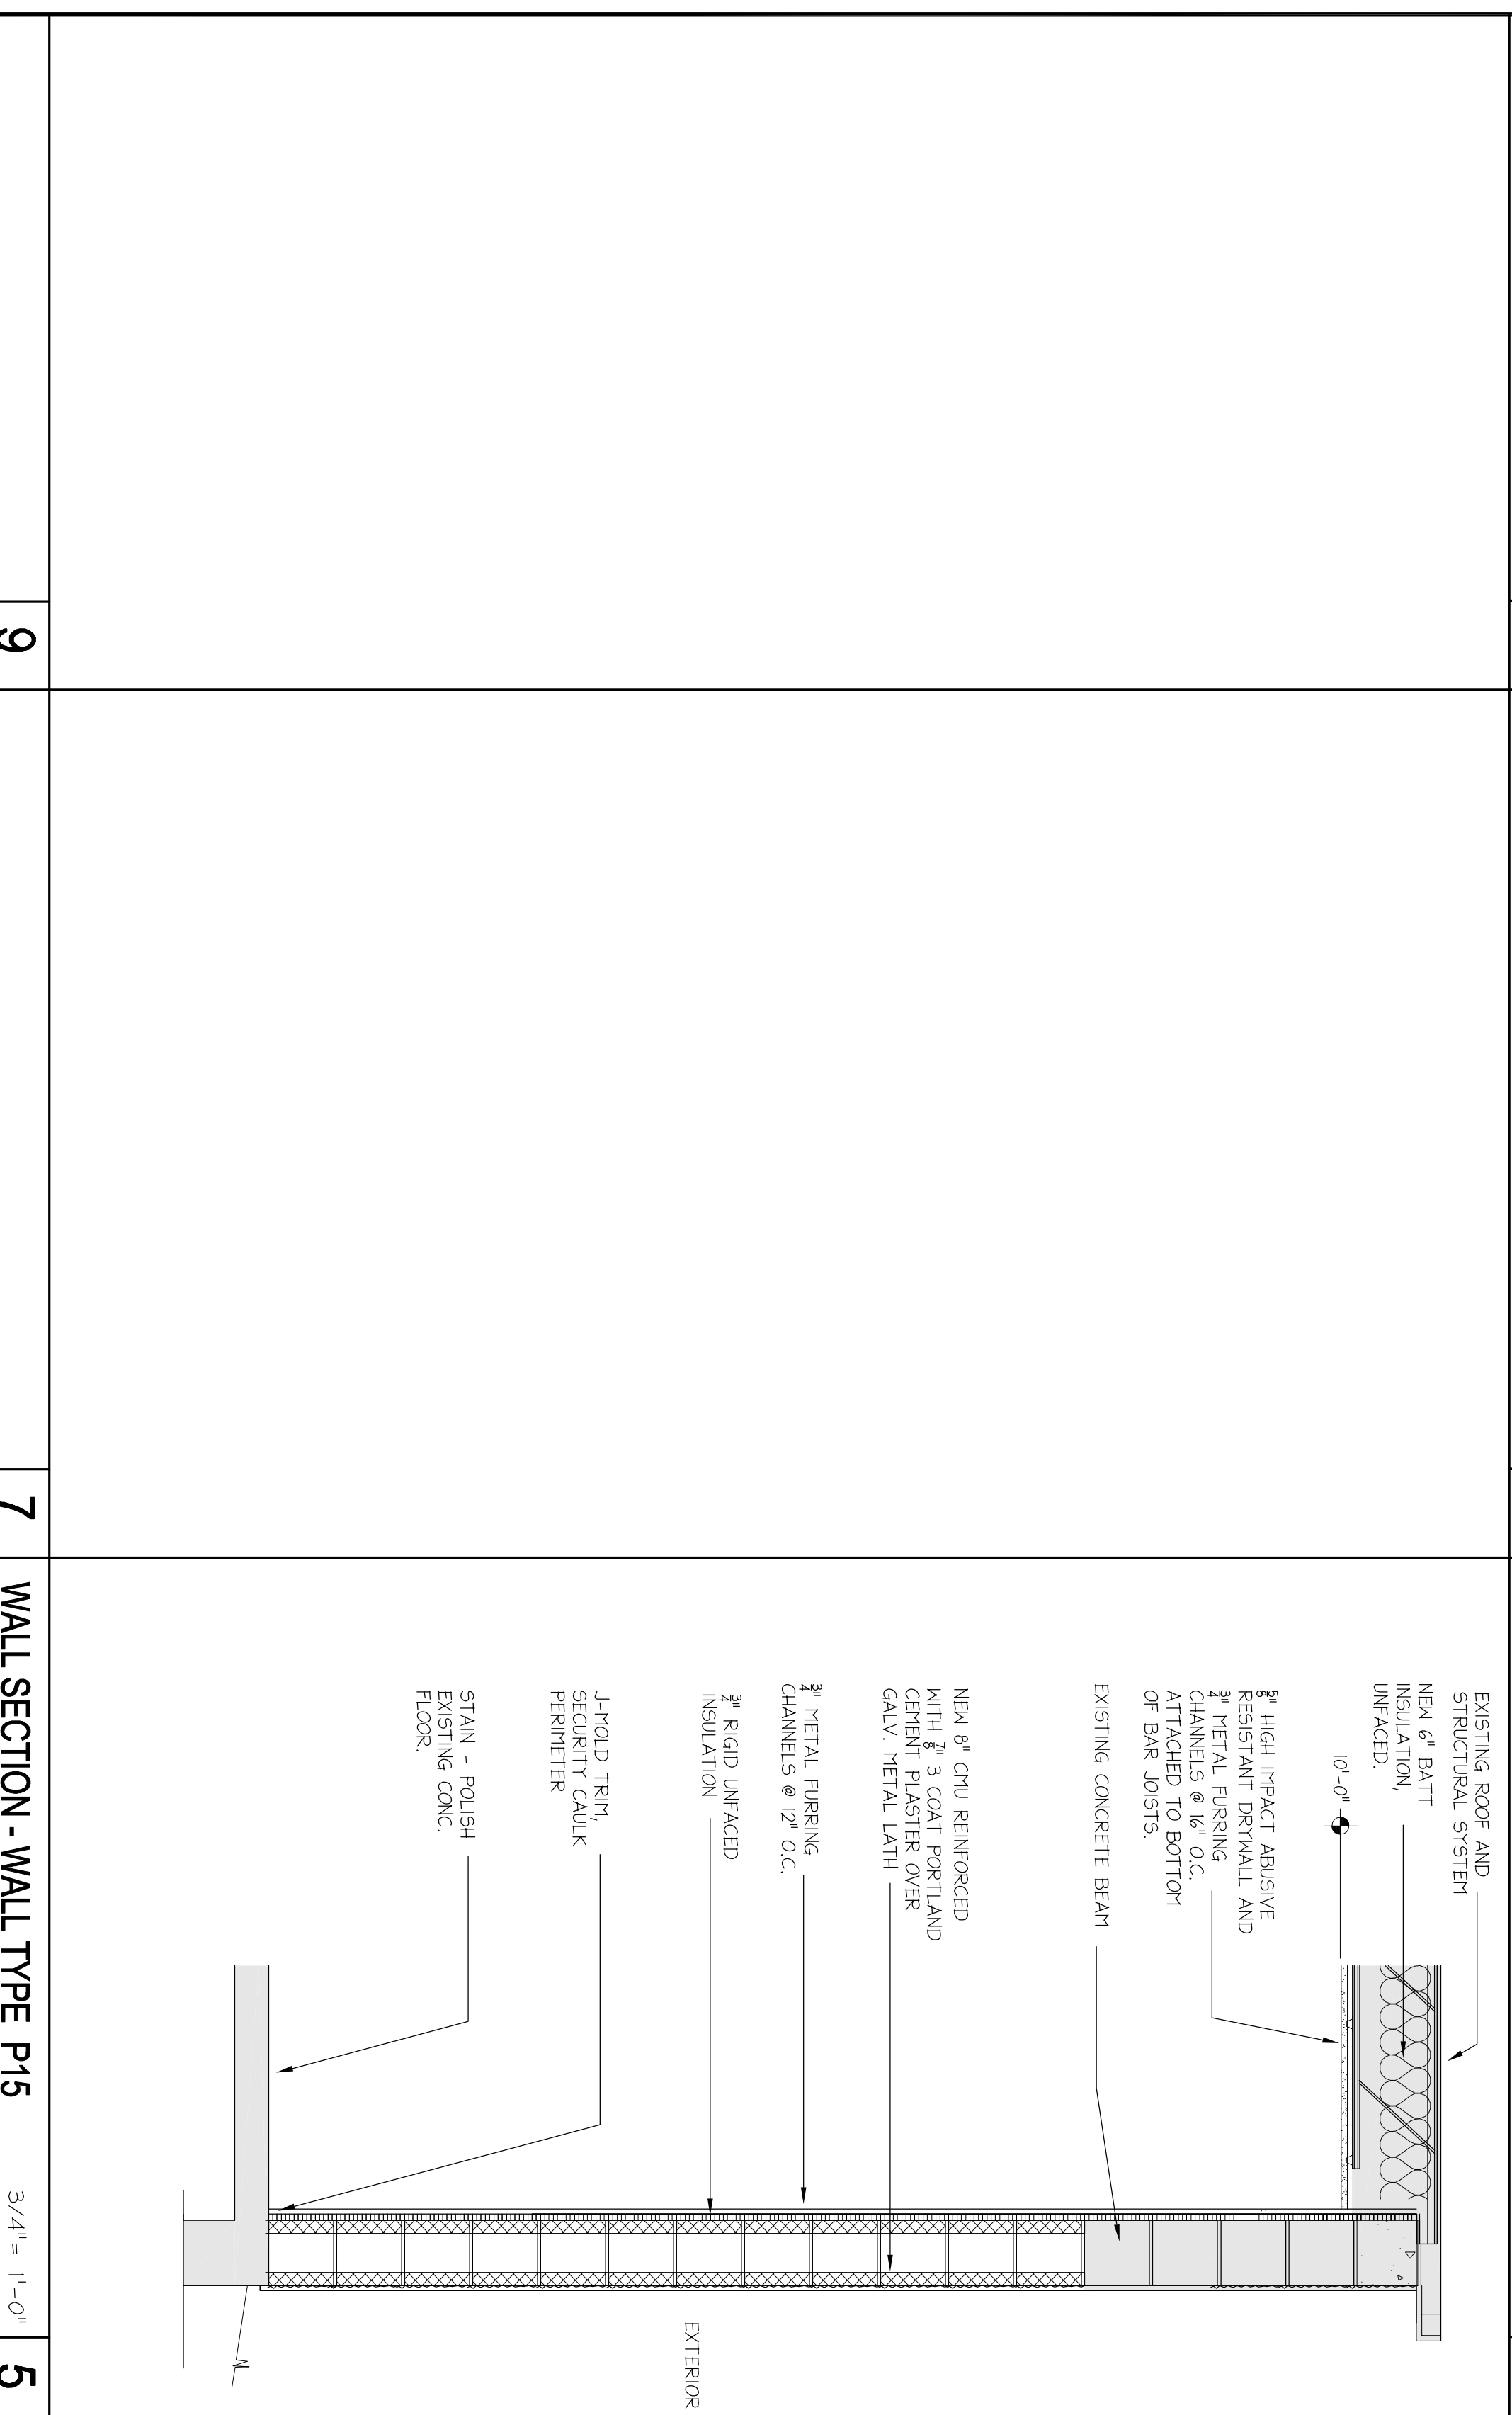 EXISTING ROOF AND
STRUCTURAL SYSTEM
NEW 6" BATT
INSULATION,
UNFACED.
10'-0"
5/8" HIGH IMPACT ABUSIVE
RESISTANT DRYWALL AND
3/4" METAL FURRING
CHANNELS @ 16" O.C.
ATTACHED TO BOTTOM
OF BAR JOISTS.
EXISTING CONCRETE BEAM
NEW 8" CMU REINFORCED
WITH 7/8" 3 COAT PORTLAND
CEMENT PLASTER OVER
GALV. METAL LATH
3/4" METAL FURRING
CHANNELS @ 12" O.C.
3/4" RIGID UNFACED
INSULATION
EXTERIOR
J-MOLD TRIM,
SECURITY CAULK
PERIMETER
STAIN - POLISH
EXISTING CONC.
FLOOR.
9
7
WALL SECTION - WALL TYPE P15 3/4" = 1'-0"
5